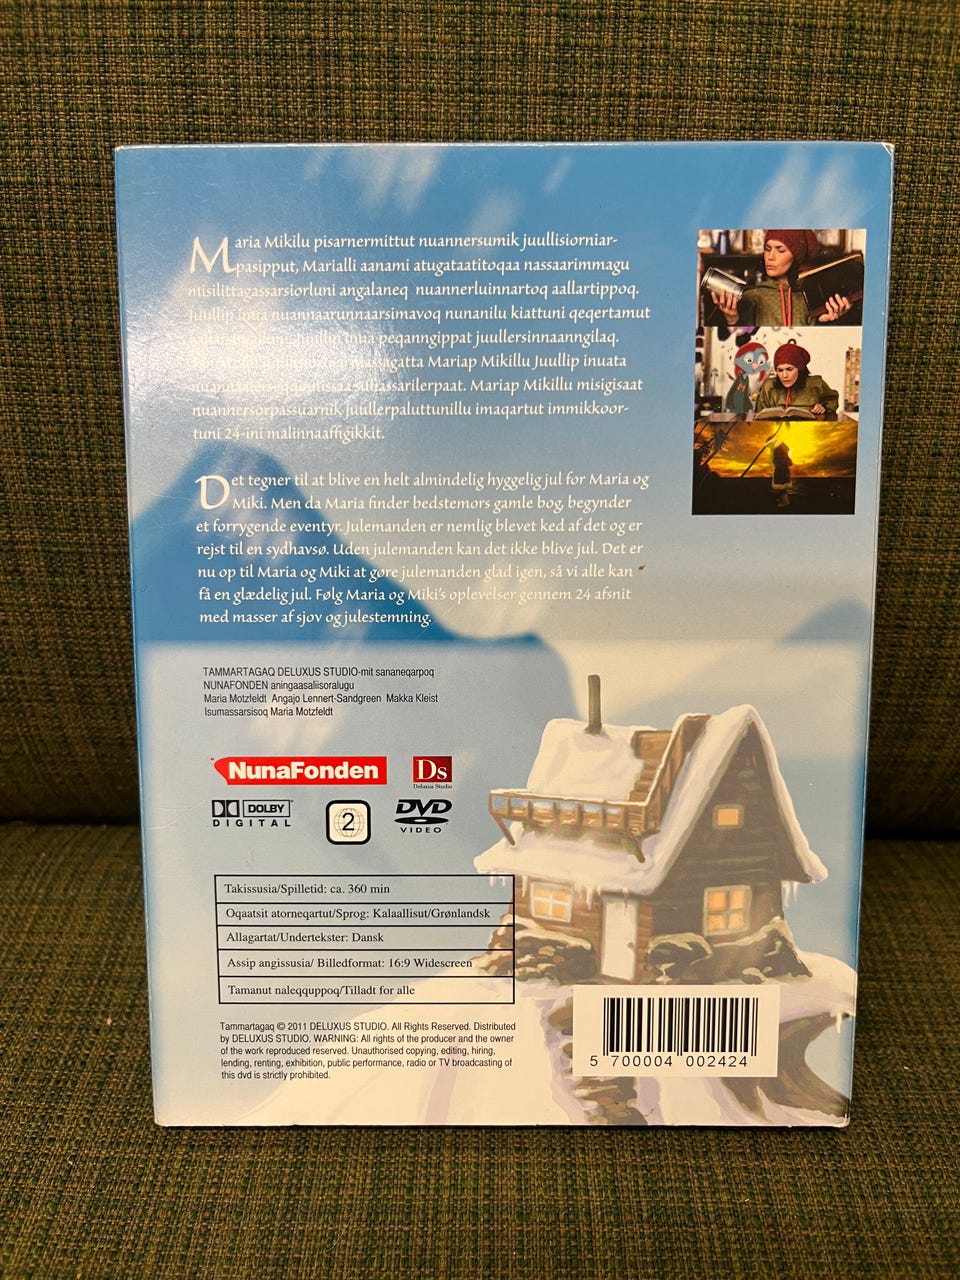 Maria Mikilu pisarnermittut nuannersumik juullisiorniar-
pasipput, Marialli aanami atugataatitoqaa nassaarimmagu
misilittagassarsiorluni angalaneq nuannerluinnartoq aallartippoq.
Juullip inua nuannaarunnaarsimavoq nunanilu kiattuni qeqertamut
inua peqanngippat juullersinnaanngilaq.
Mariap Mikillu Juullip inuata
suliassarilerpaat. Mariap Mikillu misigisaat
nuannersorpassuarnik juullerpaluttunillu imaqartut immikkoor-
tuni 24-ini malinnaaffigikkit.
Det tegner til at blive en helt almindelig hyggelig jul for Maria og
Miki. Men da Maria finder bedstemors gamle bog, begynder
et forrygende eventyr. Julemanden er nemlig blevet ked af det og er
rejst til en sydhavsø. Uden julemanden kan det ikke blive jul. Det er
nu op til Maria og Miki at gøre julemanden glad igen, så vi alle kan
få en glædelig jul. Følg Maria og Miki's oplevelser gennem 24 afsnit
med masser af sjov og julestemning.
TAMMARTAGAQ DELUXUS STUDIO-mit sananeqarpoq
NUNAFONDEN aningaasaliisoralugu
Maria Motzfeldt Angajo Lennert-Sandgreen Makka Kleist
Isumassarsisoq Maria Motzfeldt
NunaFonden
Ds
Deluxus Studio
DOLBY
DIGITAL
2
DVD
VIDEO
Takissusia/Spilletid: ca. 360 min
Oqaatsit atorneqartut/Sprog: Kalaallisut/Grønlandsk
Allagartat/Undertekster: Dansk
Assip angissusia/ Billedformat: 16:9 Widescreen
Tamanut naleqquppoq/Tilladt for alle
Tammartagaq © 2011 DELUXUS STUDIO. All Rights Reserved. Distributed
by DELUXUS STUDIO. WARNING: All rights of the producer and the owner
of the work reproduced reserved. Unauthorised copying, editing, hiring,
lending, renting, exhibition, public performance, radio or TV broadcasting of
this dvd is strictly prohibited.
5 700004 002424